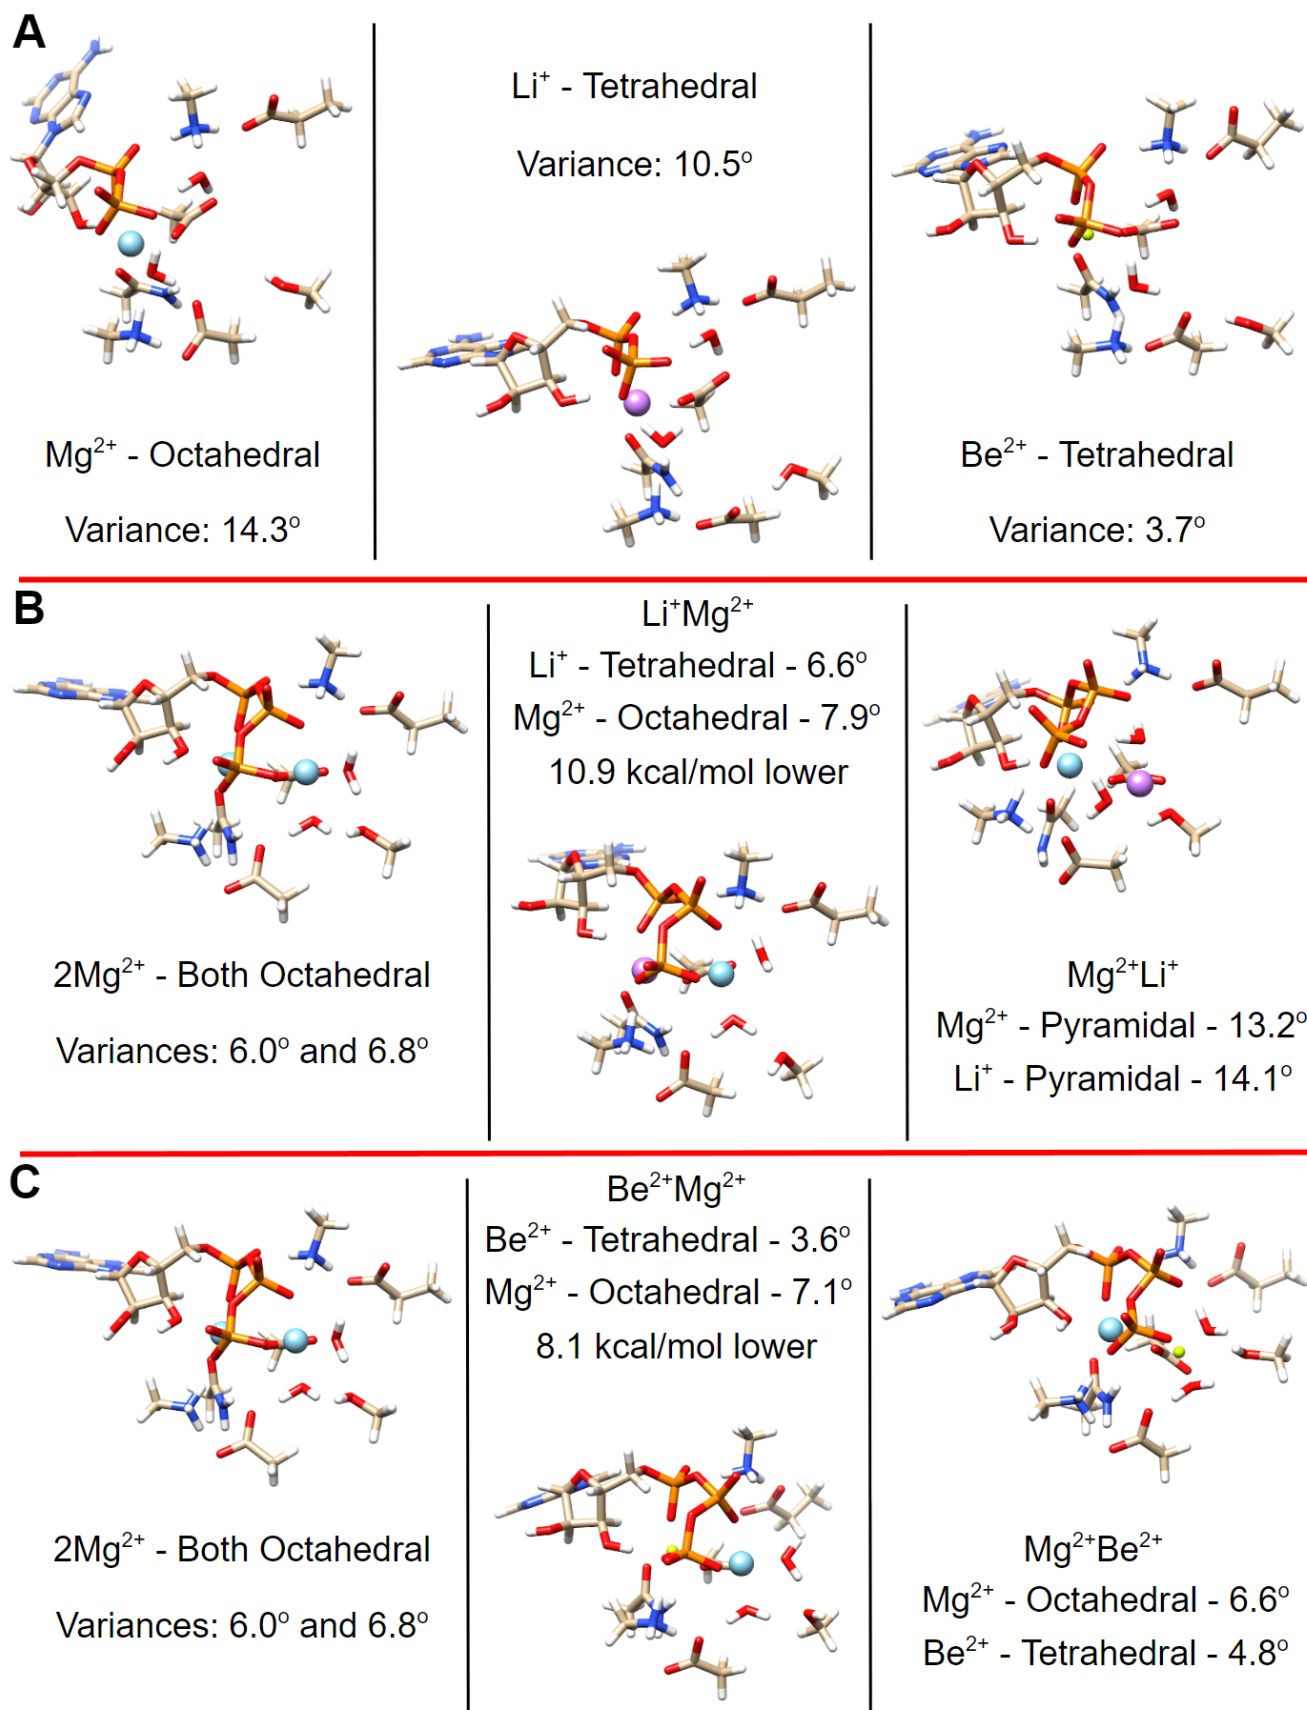 A
Mg²⁺ - Octahedral
Variance: 14.3°
Li⁺ - Tetrahedral
Variance: 10.5°
Be²⁺ - Tetrahedral
Variance: 3.7°
B
2Mg²⁺ - Both Octahedral
Variances: 6.0° and 6.8°
Li⁺Mg²⁺
Li⁺ - Tetrahedral - 6.6°
Mg²⁺ - Octahedral - 7.9°
10.9 kcal/mol lower
Mg²⁺Li⁺
Mg²⁺ - Pyramidal - 13.2°
Li⁺ - Pyramidal - 14.1°
C
2Mg²⁺ - Both Octahedral
Variances: 6.0° and 6.8°
Be²⁺Mg²⁺
Be²⁺ - Tetrahedral - 3.6°
Mg²⁺ - Octahedral - 7.1°
8.1 kcal/mol lower
Mg²⁺Be²⁺
Mg²⁺ - Octahedral - 6.6°
Be²⁺ - Tetrahedral - 4.8°